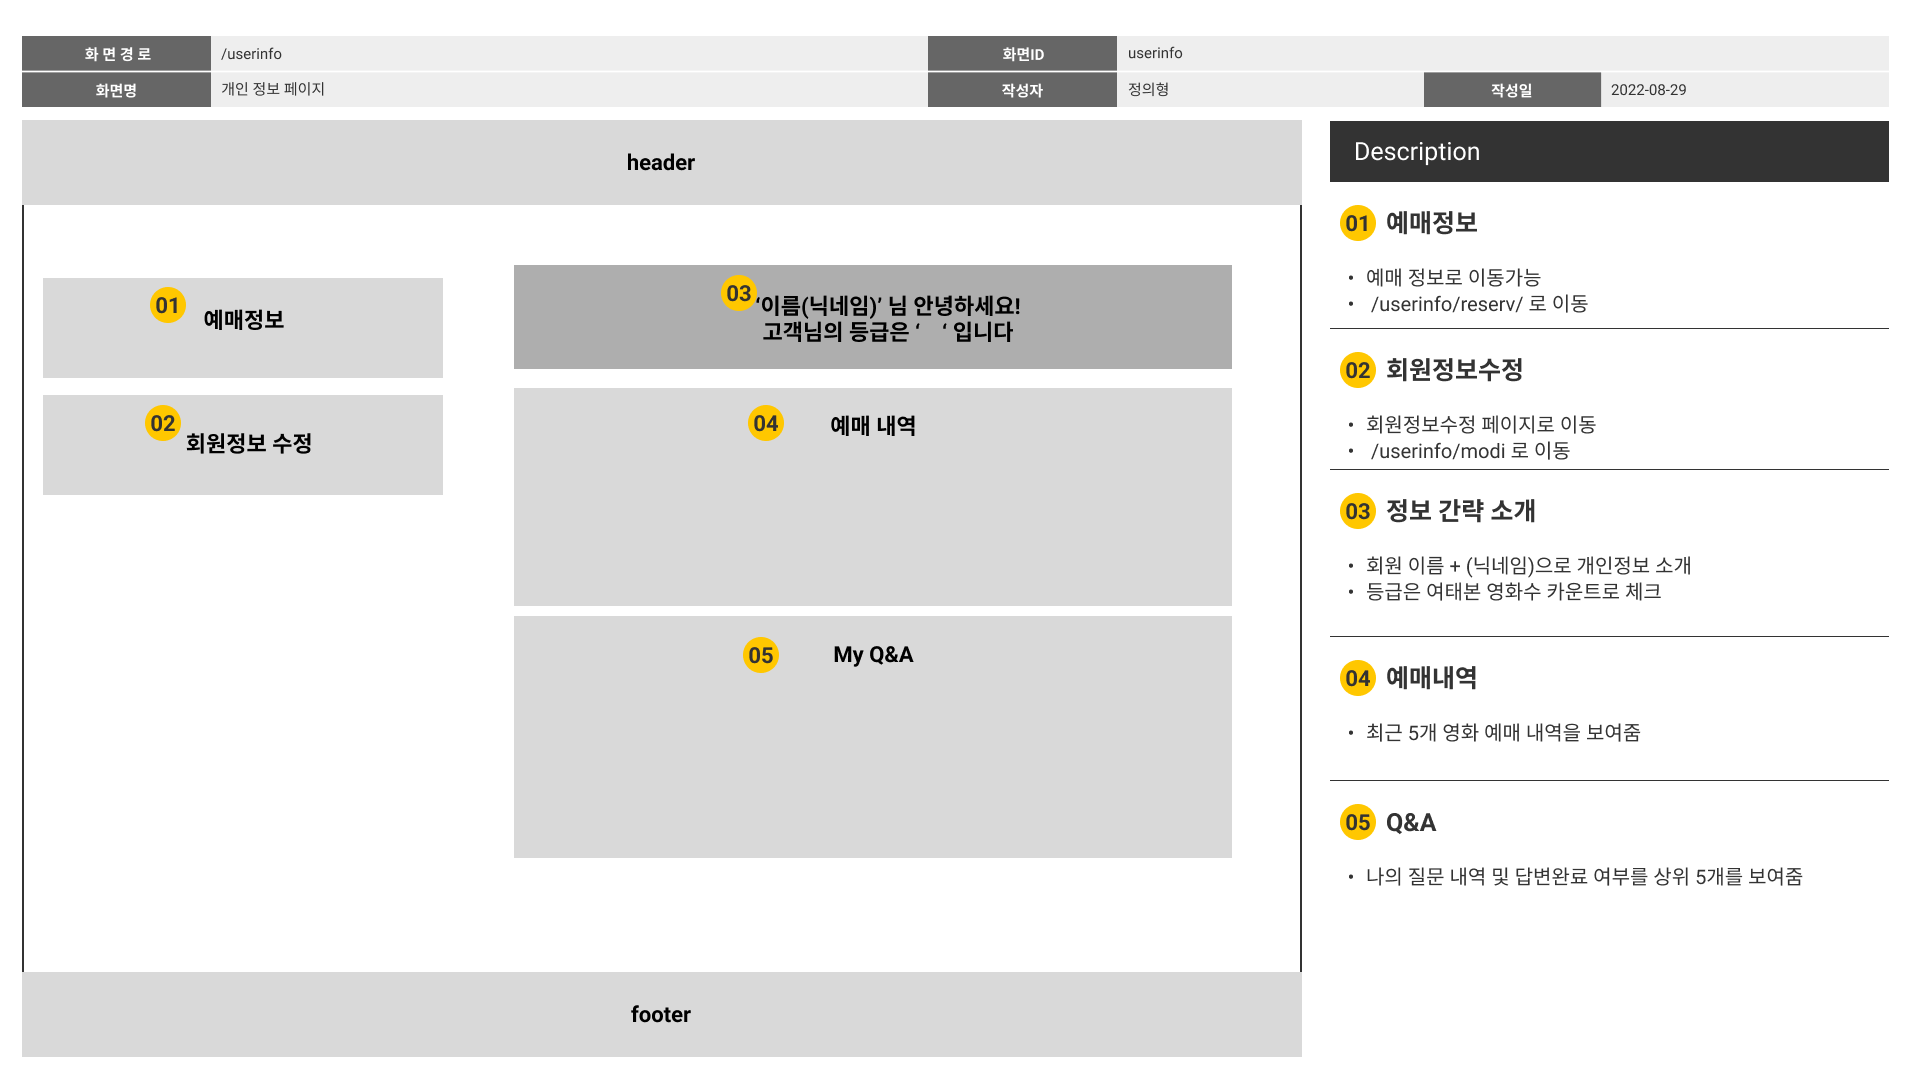 화 면 경 로 /userinfo 화면ID userinfo
화면명 개인 정보 페이지 작성자 정의형 작성일 2022-08-29
header
01 예매정보
02 회원정보 수정
03 ‘이름(닉네임)’ 님 안녕하세요!
고객님의 등급은 ‘ ‘ 입니다
04 예매 내역
05 My Q&A
footer
Description
01 예매정보
• 예매 정보로 이동가능
• /userinfo/reserv/ 로 이동
02 회원정보수정
• 회원정보수정 페이지로 이동
• /userinfo/modi 로 이동
03 정보 간략 소개
• 회원 이름 + (닉네임)으로 개인정보 소개
• 등급은 여태본 영화수 카운트로 체크
04 예매내역
• 최근 5개 영화 예매 내역을 보여줌
05 Q&A
• 나의 질문 내역 및 답변완료 여부를 상위 5개를 보여줌